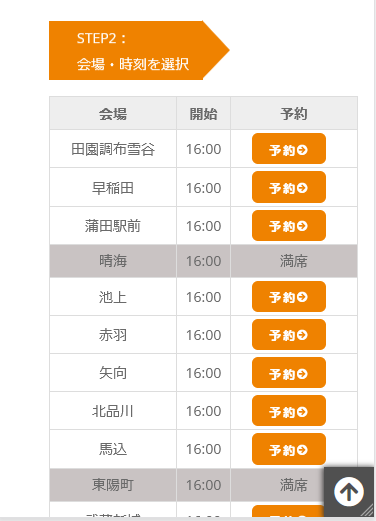 STEP2：
会場・時刻を選択
会場 開始 予約
田園調布雪谷 16:00 予約
早稲田 16:00 予約
蒲田駅前 16:00 予約
晴海 16:00 満席
池上 16:00 予約
赤羽 16:00 予約
矢向 16:00 予約
北品川 16:00 予約
馬込 16:00 予約
東陽町 16:00 満席